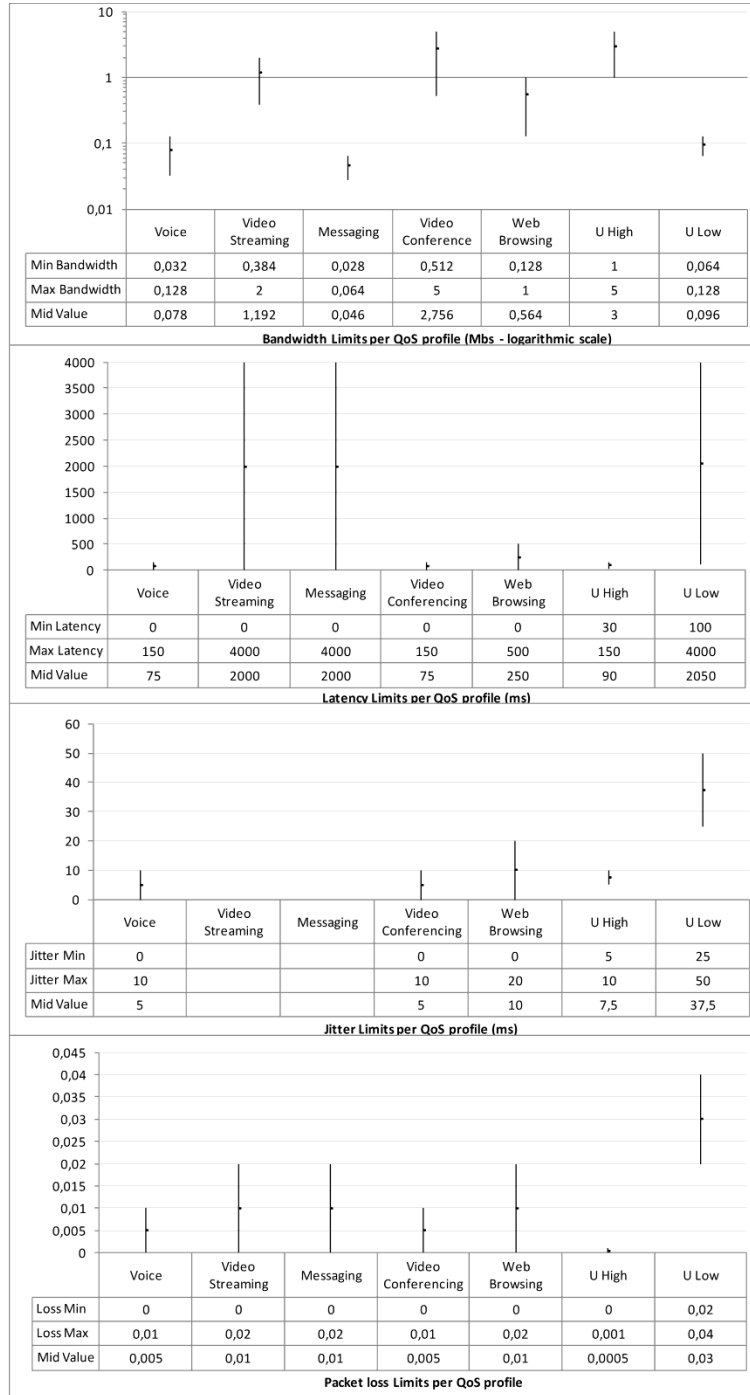 10
1
0,1
0,01
Voice Video Streaming Messaging Video Conference Web Browsing U High U Low
Min Bandwidth 0,032 0,384 0,028 0,512 0,128 1 0,064
Max Bandwidth 0,128 2 0,064 5 1 5 0,128
Mid Value 0,078 1,192 0,046 2,756 0,564 3 0,096
Bandwidth Limits per QoS profile (Mbs - logarithmic scale)
4000
3500
3000
2500
2000
1500
1000
500
0
Voice Video Streaming Messaging Video Conferencing Web Browsing U High U Low
Min Latency 0 0 0 0 0 30 100
Max Latency 150 4000 4000 150 500 150 4000
Mid Value 75 2000 2000 75 250 90 2050
Latency Limits per QoS profile (ms)
60
50
40
30
20
10
0
Voice Video Streaming Messaging Video Conferencing Web Browsing U High U Low
Jitter Min 0 0 0 5 25
Jitter Max 10 10 20 10 50
Mid Value 5 5 10 7,5 37,5
Jitter Limits per QoS profile (ms)
0,045
0,04
0,035
0,03
0,025
0,02
0,015
0,01
0,005
0
Voice Video Streaming Messaging Video Conferencing Web Browsing U High U Low
Loss Min 0 0 0 0 0 0 0,02
Loss Max 0,01 0,02 0,02 0,01 0,02 0,001 0,04
Mid Value 0,005 0,01 0,01 0,005 0,01 0,0005 0,03
Packet loss Limits per QoS profile